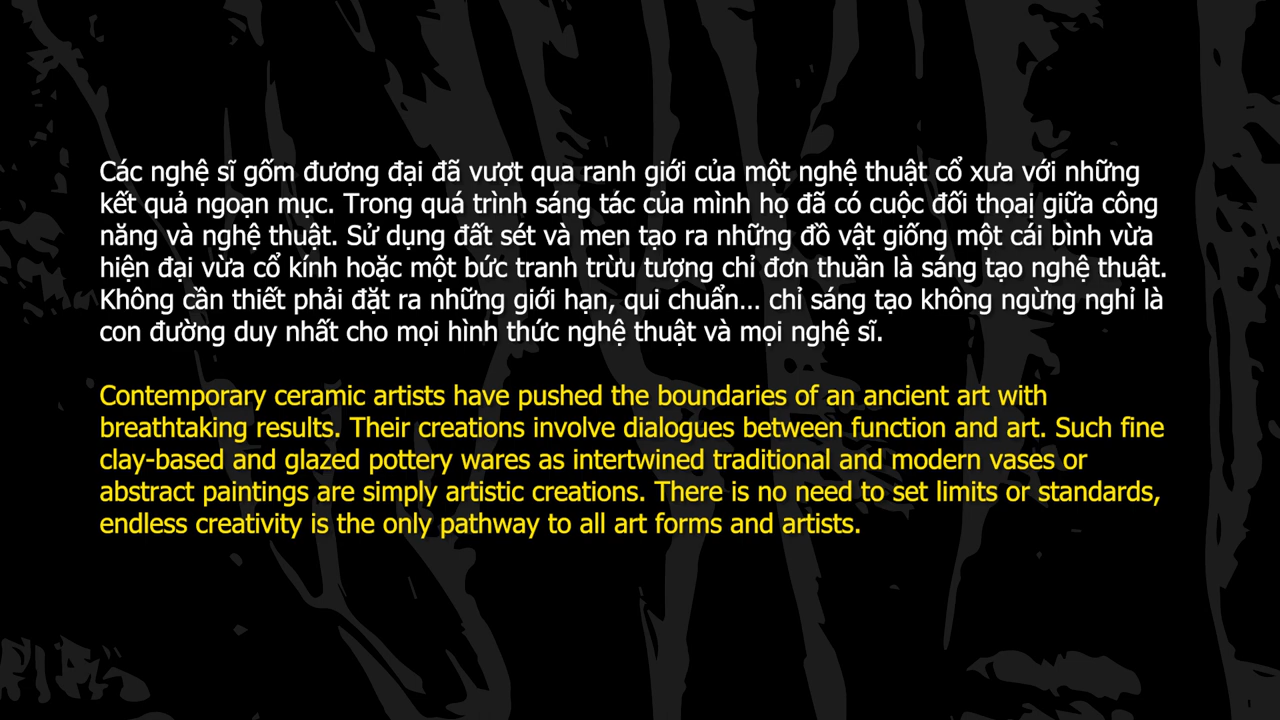 Các nghệ sĩ gốm đương đại đã vượt qua ranh giới của một nghệ thuật cổ xưa với những
kết quả ngoạn mục. Trong quá trình sáng tác của mình họ đã có cuộc đối thọaị giữa công
năng và nghệ thuật. Sử dụng đất sét và men tạo ra những đồ vật giống một cái bình vừa
hiện đại vừa cổ kính hoặc một bức tranh trừu tượng chỉ đơn thuần là sáng tạo nghệ thuật.
Không cần thiết phải đặt ra những giới hạn, qui chuẩn... chỉ sáng tạo không ngừng nghỉ là
con đường duy nhất cho mọi hình thức nghệ thuật và mọi nghệ sĩ.
Contemporary ceramic artists have pushed the boundaries of an ancient art with
breathtaking results. Their creations involve dialogues between function and art. Such fine
clay-based and glazed pottery wares as intertwined traditional and modern vases or
abstract paintings are simply artistic creations. There is no need to set limits or standards,
endless creativity is the only pathway to all art forms and artists.